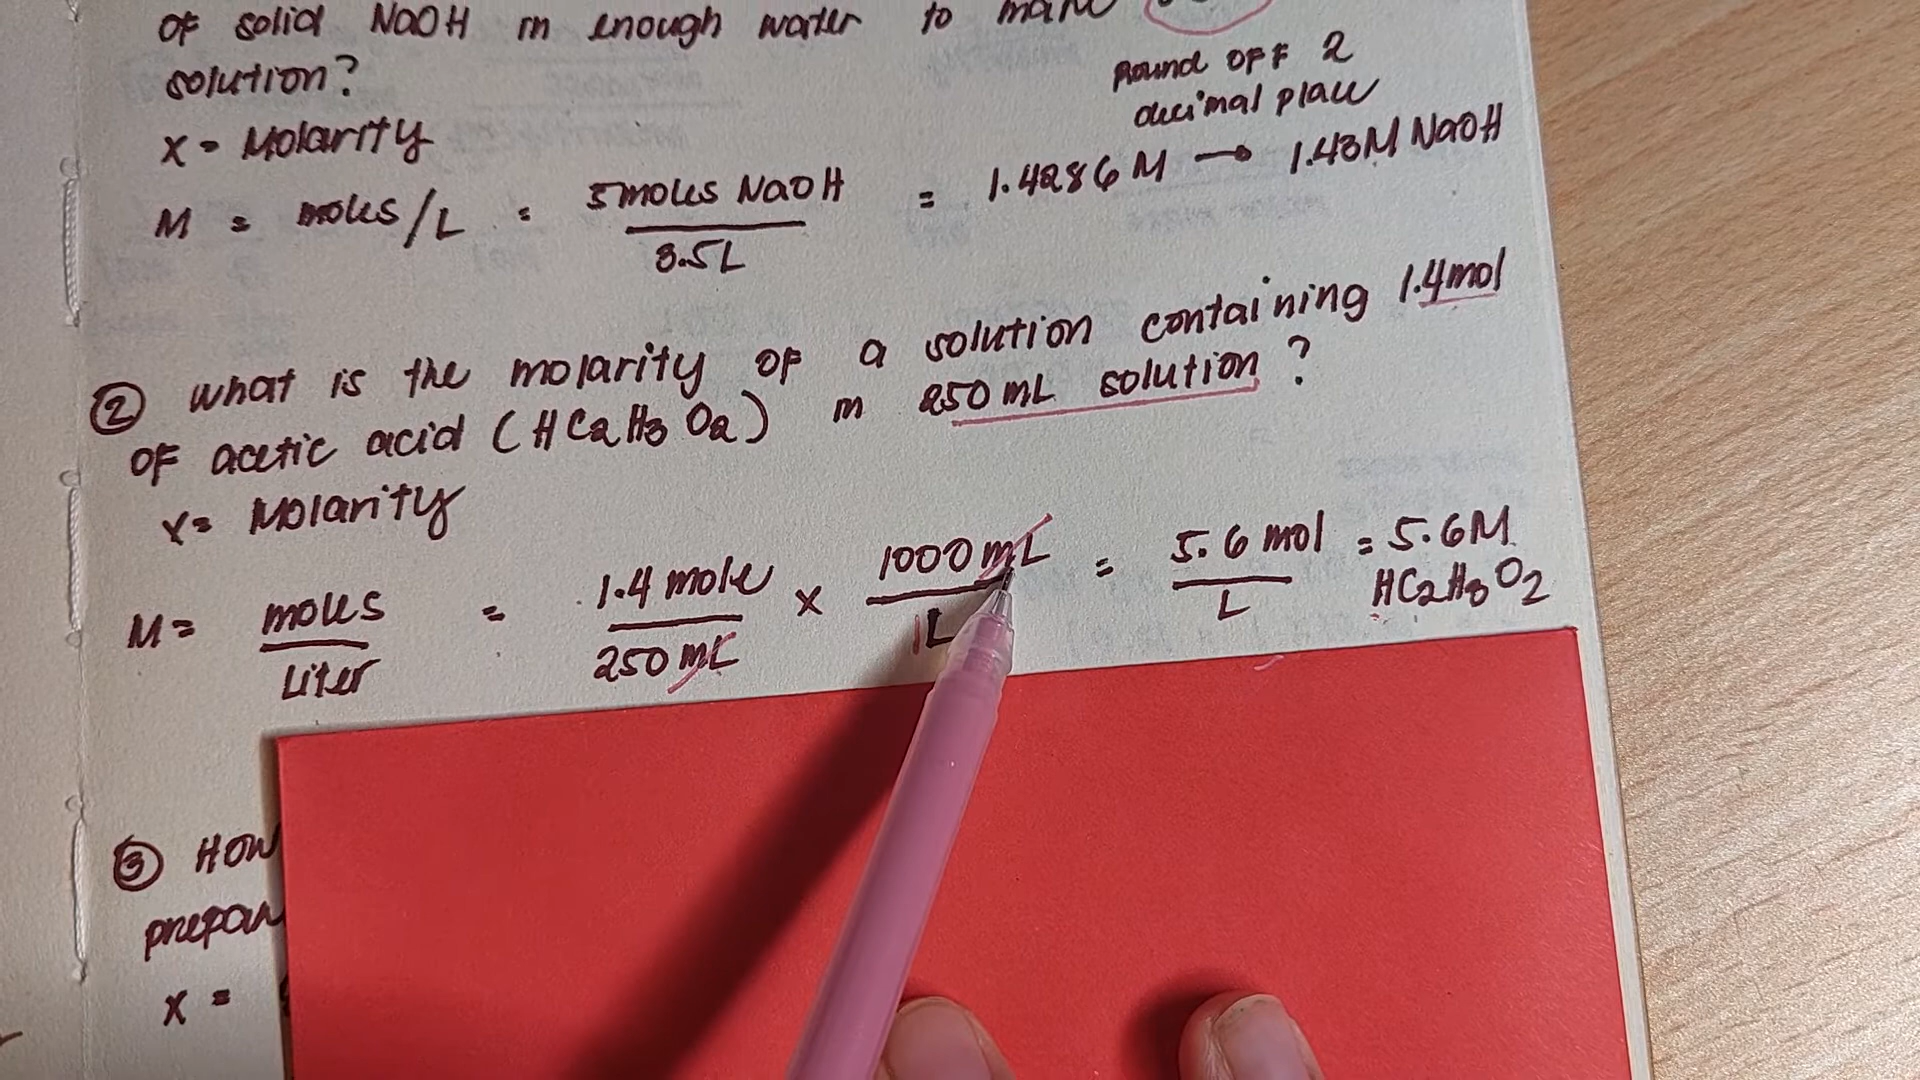 of solid NaOH in enough water to make
solution?
Round off 2
decimal place
X = Molarity
M = moles/L = 5moles NaOH / 3.5L = 1.4286 M → 1.43M NaOH
② What is the molarity of a solution containing 1.4mol
of acetic acid (HC2H3O2) in 250 mL solution?
X = Molarity
M = moles / Liter = 1.4 mole / 250 mL x 1000 mL / 1L = 5.6 mol / L = 5.6M
HC2H3O2
③ How
prepar
X =